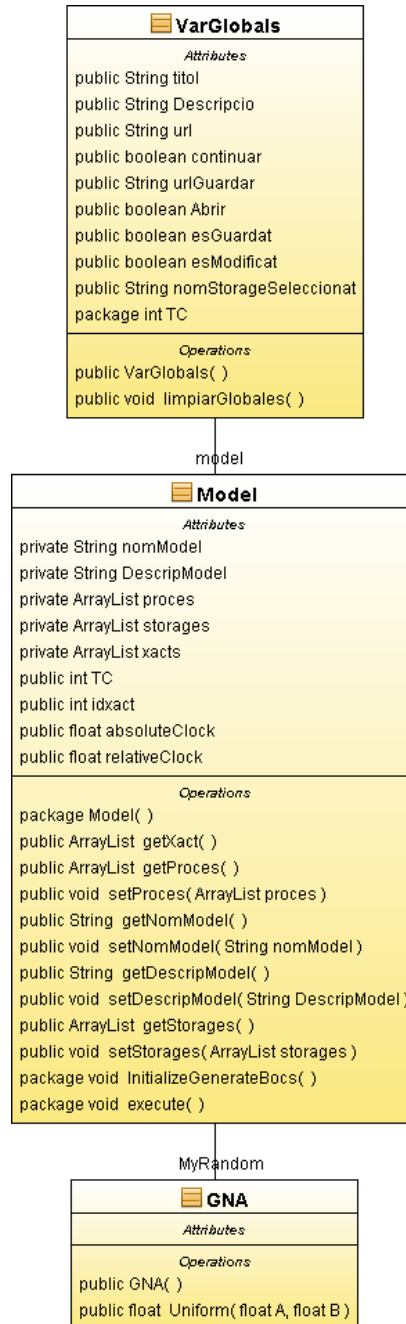 VarGlobals
Attributes
public String titol
public String Descripcio
public String url
public boolean continuar
public String urlGuardar
public boolean Abrir
public boolean esGuardat
public boolean esModificat
public String nomStorageSeleccionat
package int TC
Operations
public VarGlobals( )
public void limpiarGlobales( )
model
Model
Attributes
private String nomModel
private String DescripModel
private ArrayList proces
private ArrayList storages
private ArrayList xacts
public int TC
public int idxact
public float absoluteClock
public float relativeClock
Operations
package Model( )
public ArrayList getXact( )
public ArrayList getProces( )
public void setProces( ArrayList proces )
public String getNomModel( )
public void setNomModel( String nomModel )
public String getDescripModel( )
public void setDescripModel( String DescripModel )
public ArrayList getStorages( )
public void setStorages( ArrayList storages )
package void InitializeGenerateBocs( )
package void execute( )
MyRandom
GNA
Attributes
Operations
public GNA( )
public float Uniform( float A, float B )